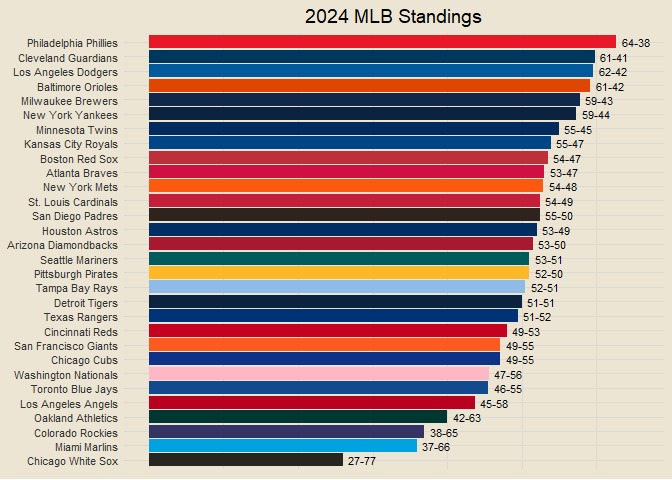 2024 MLB Standings
Philadelphia Phillies 64-38
Cleveland Guardians 61-41
Los Angeles Dodgers 62-42
Baltimore Orioles 61-42
Milwaukee Brewers 59-43
New York Yankees 59-44
Minnesota Twins 55-45
Kansas City Royals 55-47
Boston Red Sox 54-47
Atlanta Braves 53-47
New York Mets 54-48
St. Louis Cardinals 54-49
San Diego Padres 55-50
Houston Astros 53-49
Arizona Diamondbacks 53-50
Seattle Mariners 53-51
Pittsburgh Pirates 52-50
Tampa Bay Rays 52-51
Detroit Tigers 51-51
Texas Rangers 51-52
Cincinnati Reds 49-53
San Francisco Giants 49-55
Chicago Cubs 49-55
Washington Nationals 47-56
Toronto Blue Jays 46-55
Los Angeles Angels 45-58
Oakland Athletics 42-63
Colorado Rockies 38-65
Miami Marlins 37-66
Chicago White Sox 27-77